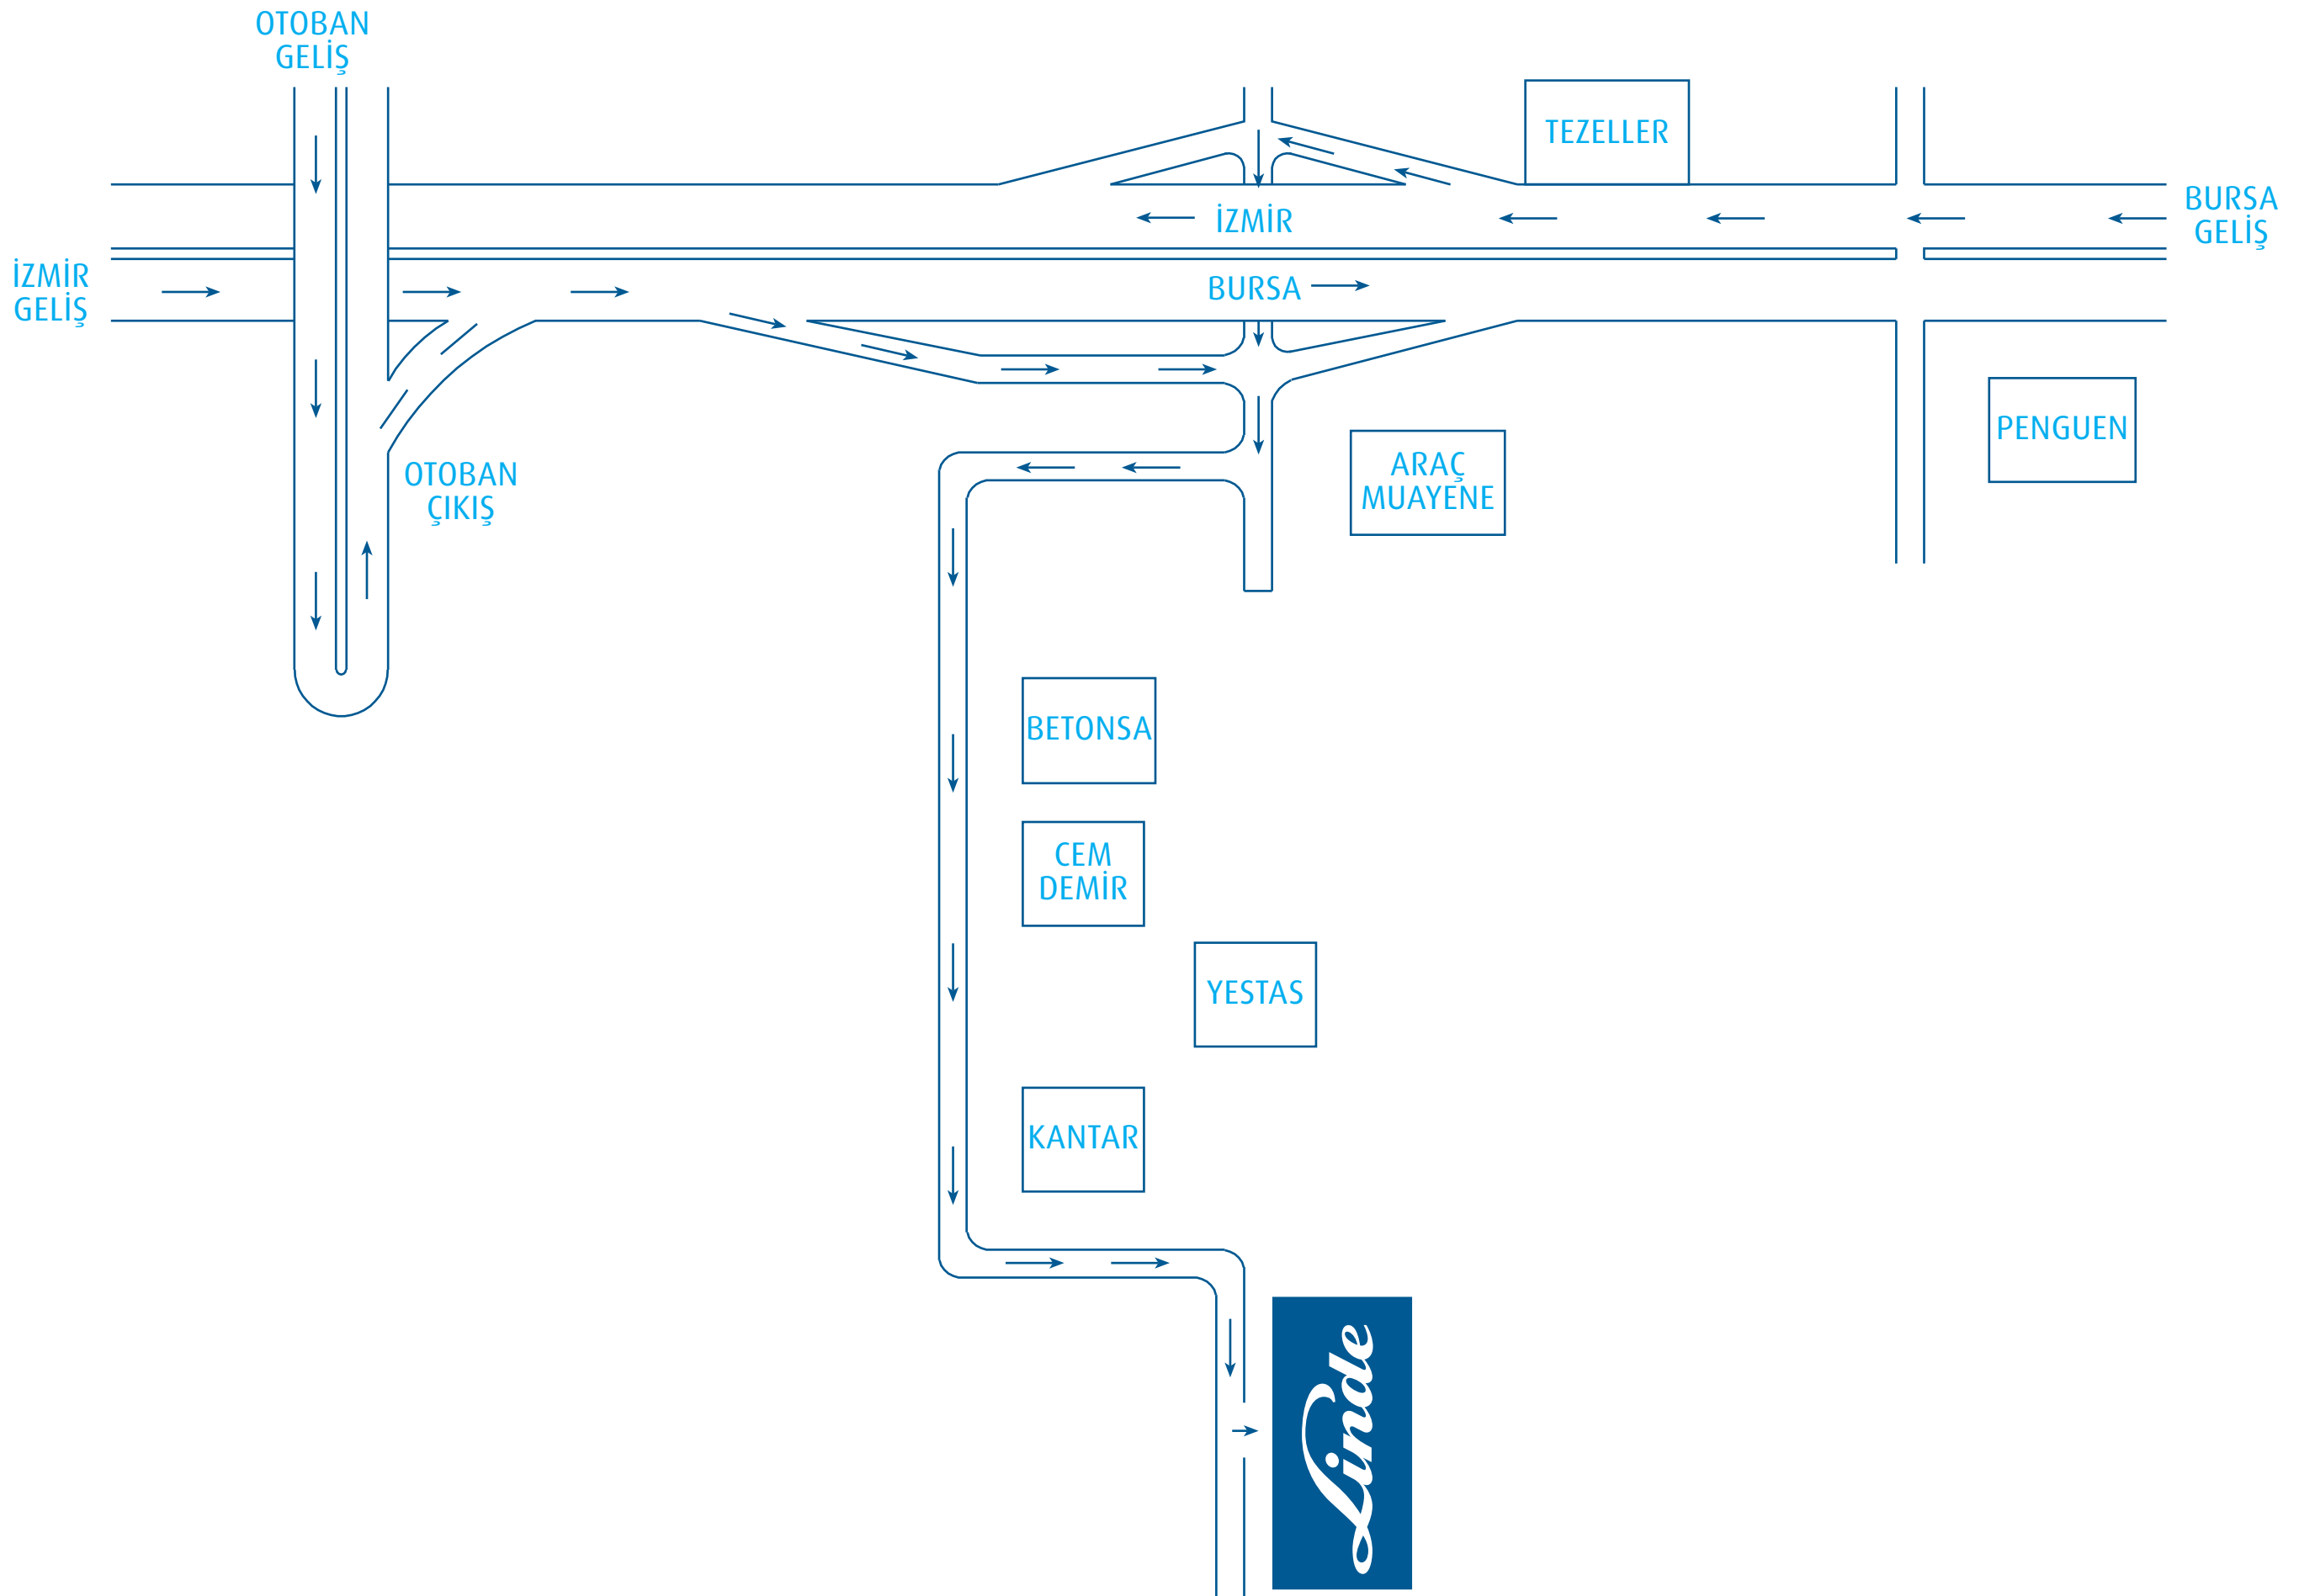 OTOBAN
GELİŞ
TEZELLER
BURSA
GELİŞ
İZMİR
İZMİR
GELİŞ
BURSA
PENGUEN
ARAÇ
MUAYENE
OTOBAN
ÇIKIŞ
BETONSA
CEM
DEMİR
YESTAS
KANTAR
Linde